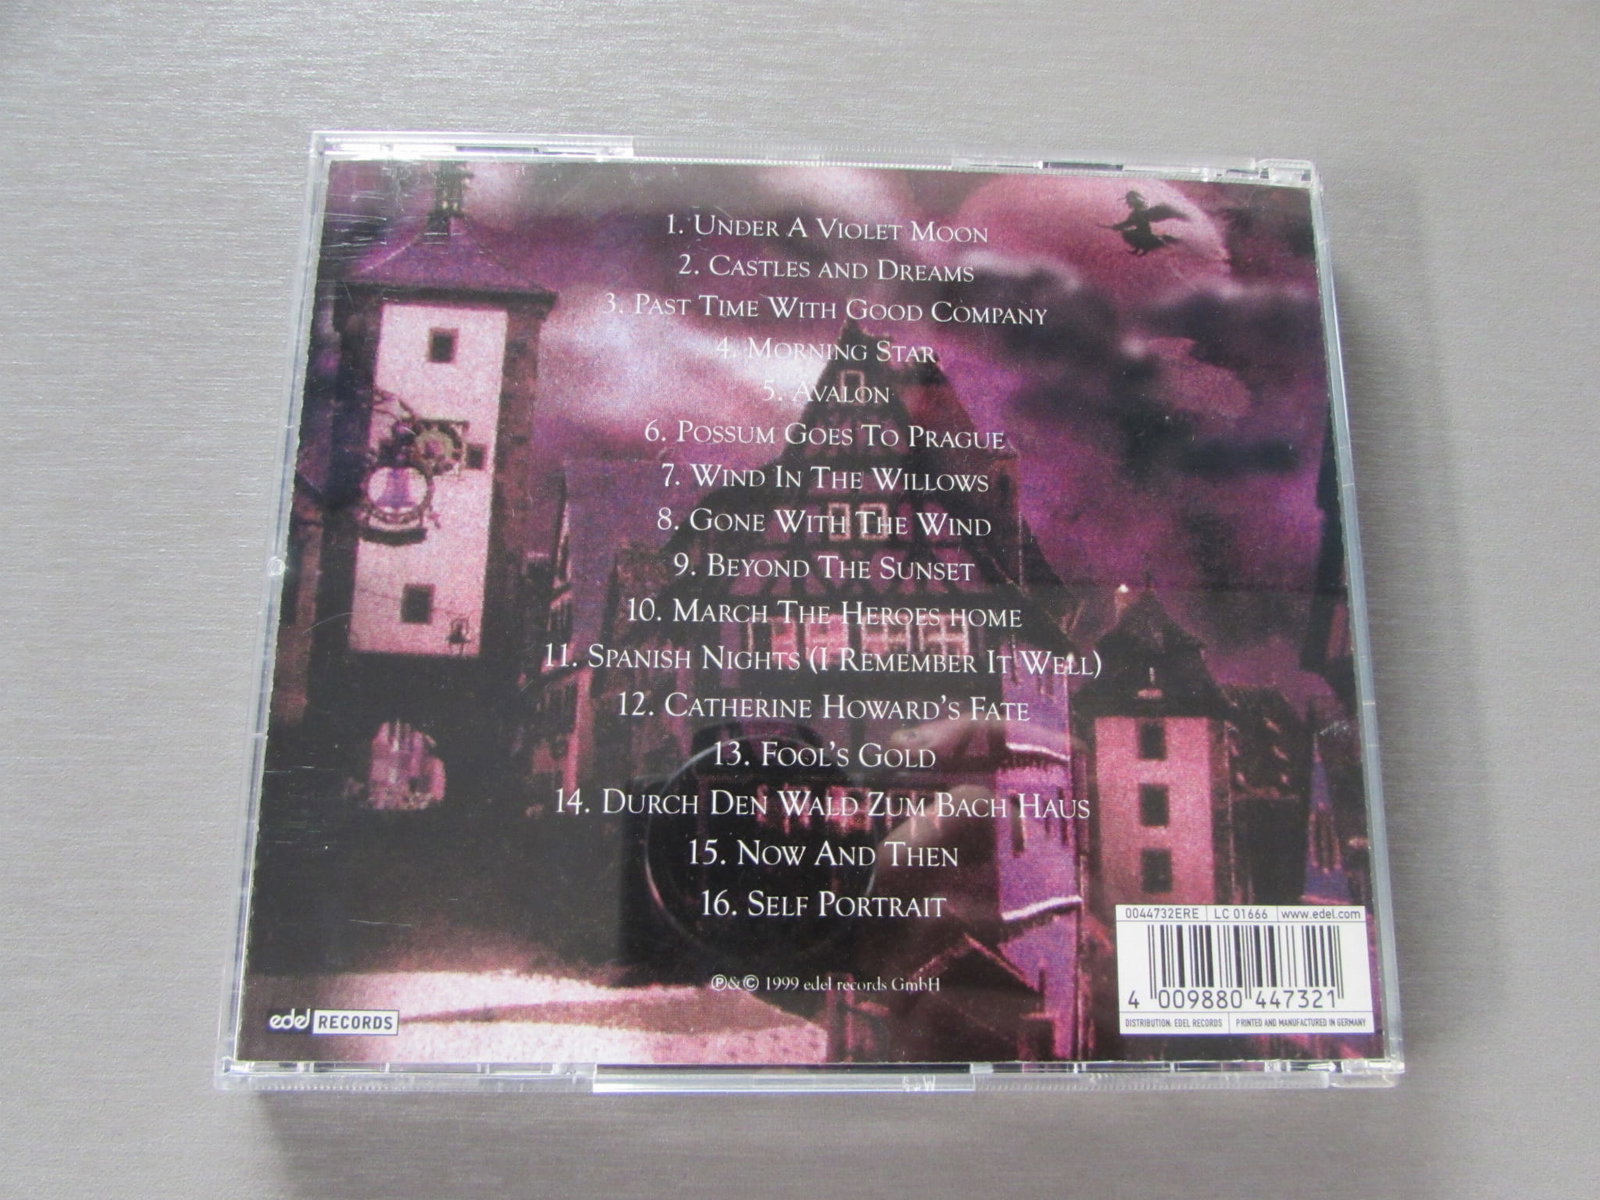 1. Under A Violet Moon
2. Castles and Dreams
3. Past Time With Good Company
4. Morning Star
5. Avalon
6. Possum Goes To Prague
7. Wind In The Willows
8. Gone With The Wind
9. Beyond The Sunset
10. March The Heroes home
11. Spanish Nights (I Remember It Well)
12. Catherine Howard's Fate
13. Fool's Gold
14. Durch Den Wald Zum Bach Haus
15. Now And Then
16. Self Portrait
℗&© 1999 edel records GmbH
edel RECORDS
0044732ERE LC 01666 www.edel.com
4 009880 447321
DISTRIBUTION: EDEL RECORDS PRINTED AND MANUFACTURED IN GERMANY